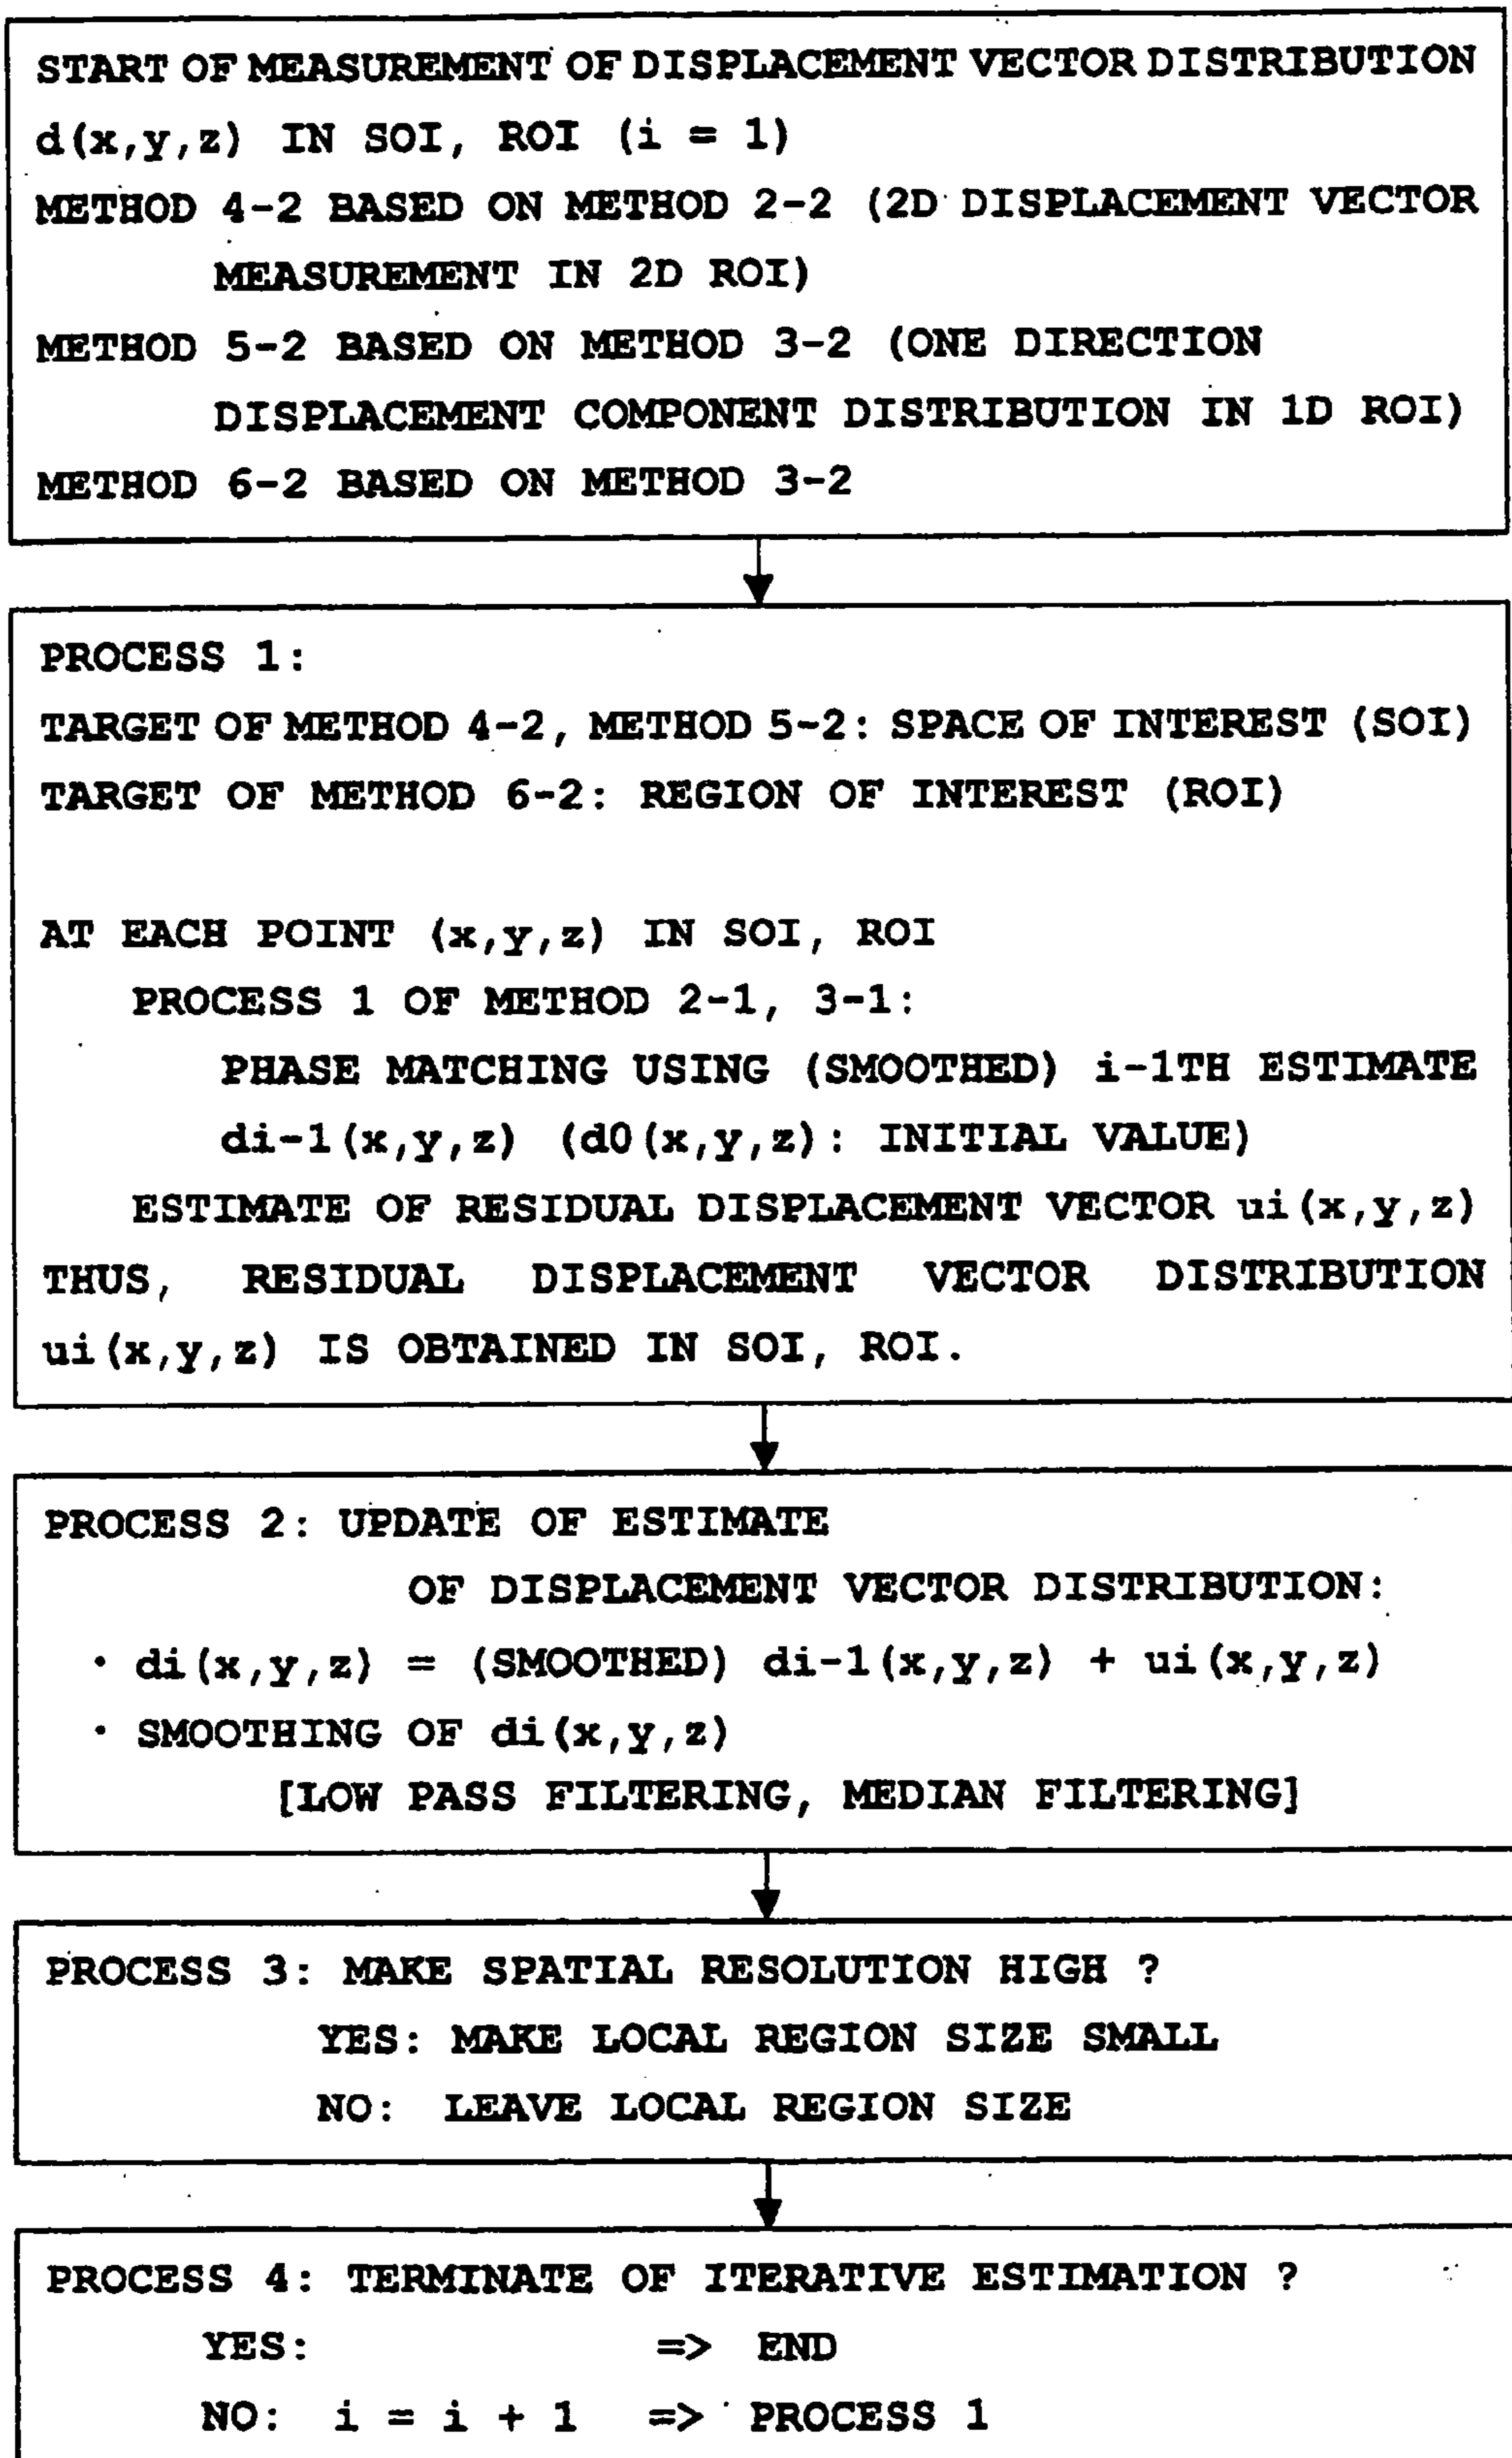 START OF MEASUREMENT OF DISPLACEMENT VECTOR DISTRIBUTION
d(x,y,z) IN SOI, ROI (i = 1)
METHOD 4-2 BASED ON METHOD 2-2 (2D DISPLACEMENT VECTOR
MEASUREMENT IN 2D ROI)
METHOD 5-2 BASED ON METHOD 3-2 (ONE DIRECTION
DISPLACEMENT COMPONENT DISTRIBUTION IN 1D ROI)
METHOD 6-2 BASED ON METHOD 3-2
PROCESS 1:
TARGET OF METHOD 4-2, METHOD 5-2: SPACE OF INTEREST (SOI)
TARGET OF METHOD 6-2: REGION OF INTEREST (ROI)
AT EACH POINT (x,y,z) IN SOI, ROI
PROCESS 1 OF METHOD 2-1, 3-1:
PHASE MATCHING USING (SMOOTHED) i-1TH ESTIMATE
di-1(x,y,z) (d0(x,y,z): INITIAL VALUE)
ESTIMATE OF RESIDUAL DISPLACEMENT VECTOR ui(x,y,z)
THUS, RESIDUAL DISPLACEMENT VECTOR DISTRIBUTION
ui(x,y,z) IS OBTAINED IN SOI, ROI.
PROCESS 2: UPDATE OF ESTIMATE
OF DISPLACEMENT VECTOR DISTRIBUTION:
· di(x,y,z) = (SMOOTHED) di-1(x,y,z) + ui(x,y,z)
· SMOOTHING OF di(x,y,z)
[LOW PASS FILTERING, MEDIAN FILTERING]
PROCESS 3: MAKE SPATIAL RESOLUTION HIGH ?
YES: MAKE LOCAL REGION SIZE SMALL
NO: LEAVE LOCAL REGION SIZE
PROCESS 4: TERMINATE OF ITERATIVE ESTIMATION ?
YES: => END
NO: i = i + 1 => PROCESS 1